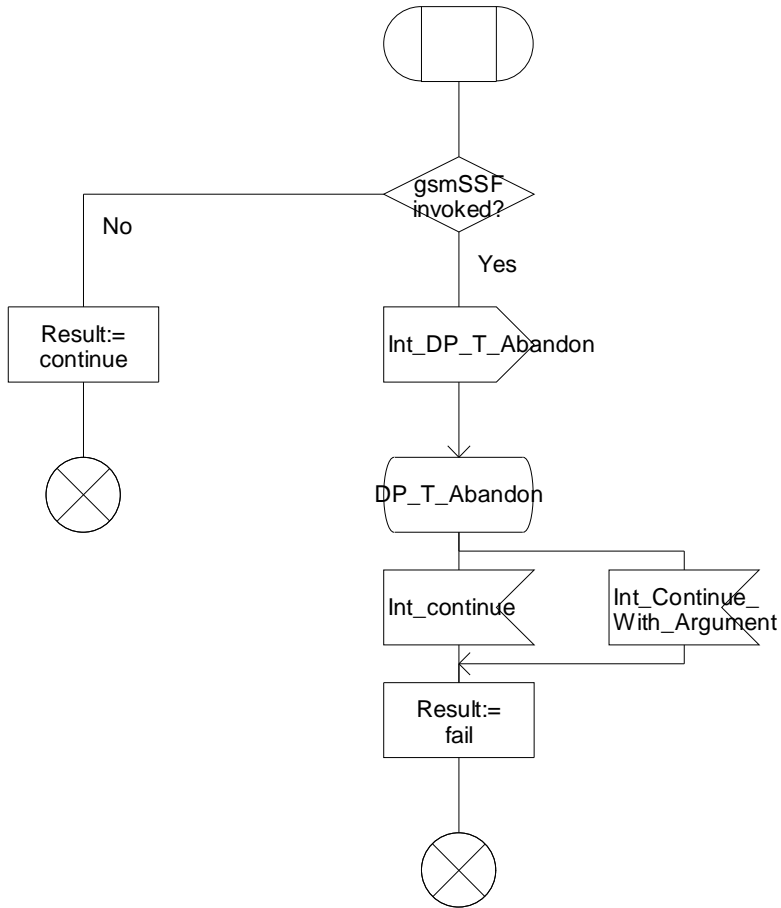 gsmSSF
invoked?
No
Yes
Result:=
continue
Int_DP_T_Abandon
DP_T_Abandon
Int_continue
Int_Continue_
With_Argument
Result:=
fail